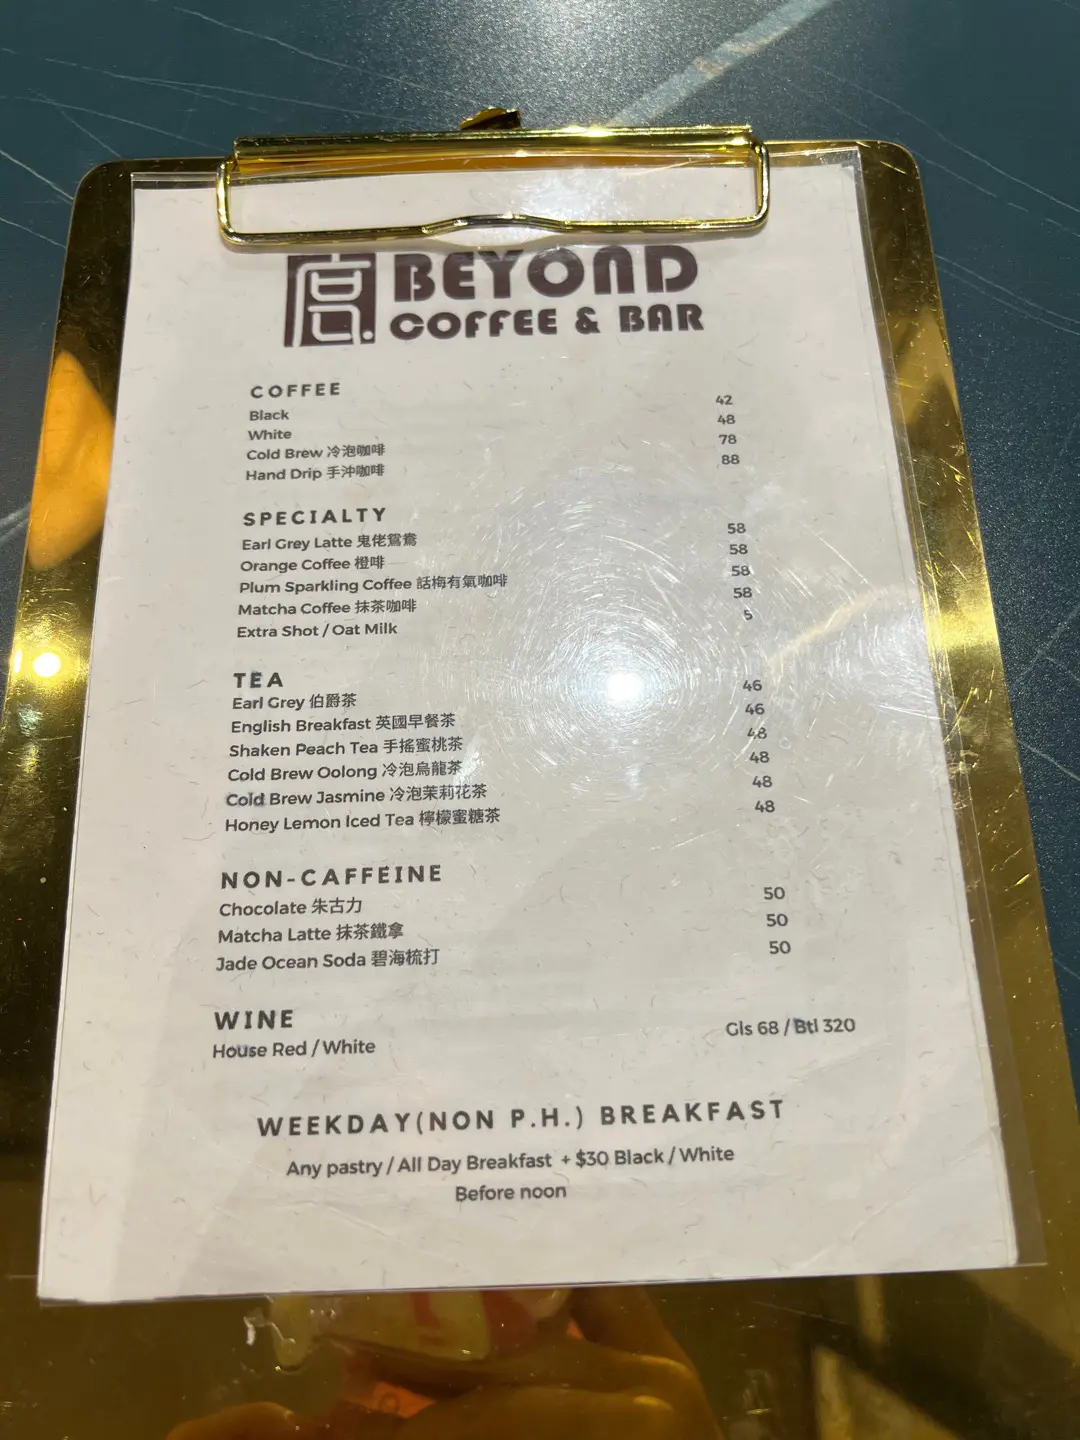 BEYOND
COFFEE & BAR
COFFEE
Black 42
White 48
Cold Brew 冷泡咖啡 78
Hand Drip 手沖咖啡 88
SPECIALTY
Earl Grey Latte 鬼佬鴛鴦 58
Orange Coffee 橙啡 58
Plum Sparkling Coffee 話梅有氣咖啡 58
Matcha Coffee 抹茶咖啡 58
Extra Shot / Oat Milk 5
TEA
Earl Grey 伯爵茶 46
English Breakfast 英國早餐茶 46
Shaken Peach Tea 手搖蜜桃茶 48
Cold Brew Oolong 冷泡烏龍茶 48
Cold Brew Jasmine 冷泡茉莉花茶 48
Honey Lemon Iced Tea 檸檬蜜糖茶 48
NON-CAFFEINE
Chocolate 朱古力 50
Matcha Latte 抹茶鐵拿 50
Jade Ocean Soda 碧海梳打 50
WINE
House Red / White Gls 68 / Btl 320
WEEKDAY(NON P.H.) BREAKFAST
Any pastry / All Day Breakfast + $30 Black / White
Before noon